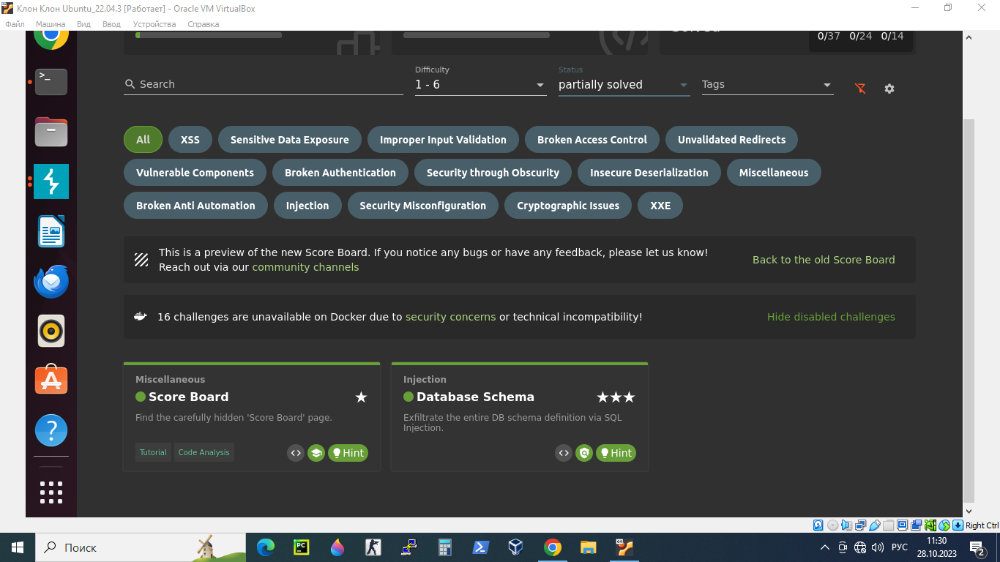 Клон Клон Ubuntu_22.04.3 [Работает] - Oracle VM VirtualBox
Файл Машина Вид Ввод Устройства Справка
0/37 0/24 0/14
Search
Difficulty
1 - 6
Status
partially solved
Tags
All XSS Sensitive Data Exposure Improper Input Validation Broken Access Control Unvalidated Redirects
Vulnerable Components Broken Authentication Security through Obscurity Insecure Deserialization Miscellaneous
Broken Anti Automation Injection Security Misconfiguration Cryptographic Issues XXE
This is a preview of the new Score Board. If you notice any bugs or have any feedback, please let us know!
Reach out via our community channels
Back to the old Score Board
16 challenges are unavailable on Docker due to security concerns or technical incompatibility!
Hide disabled challenges
Miscellaneous
Score Board
Find the carefully hidden 'Score Board' page.
Tutorial Code Analysis
Hint
Injection
Database Schema
Exfiltrate the entire DB schema definition via SQL
Injection.
Hint
Right Ctrl
Поиск
РУС
11:30
28.10.2023
2